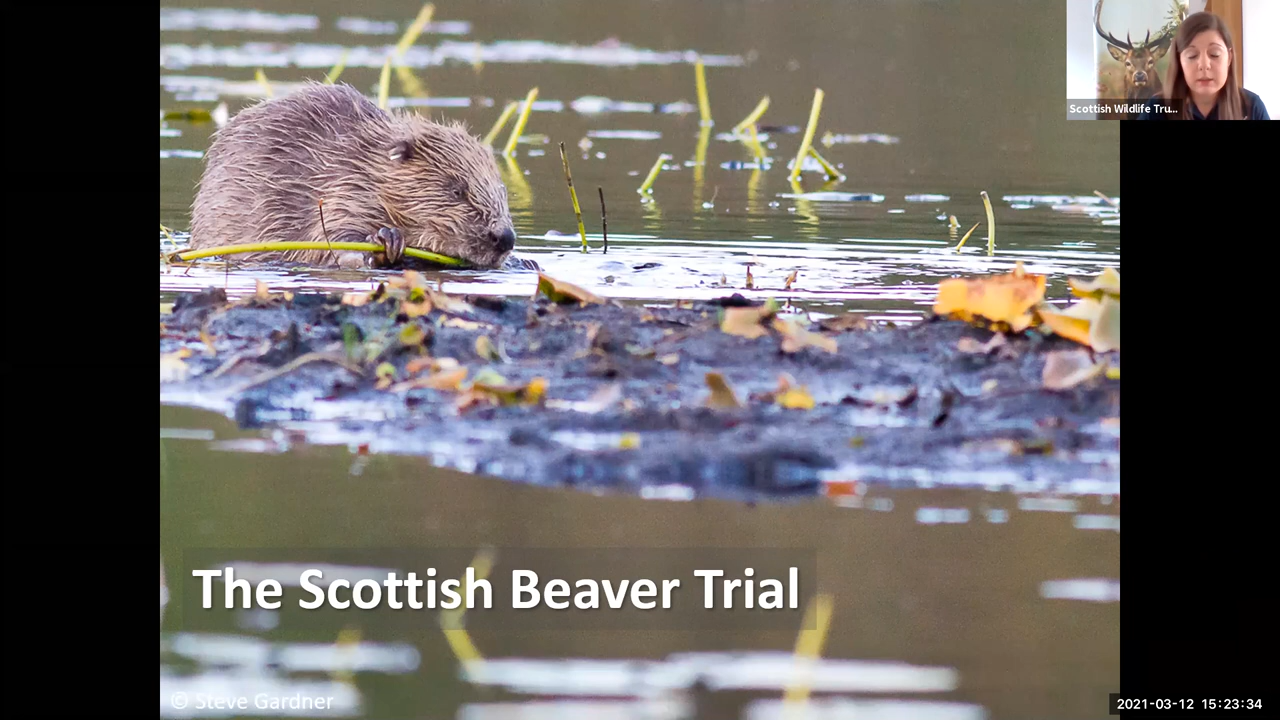 Scottish Wildlife Tru...
The Scottish Beaver Trial
© Steve Gardner
2021-03-12 15:23:34